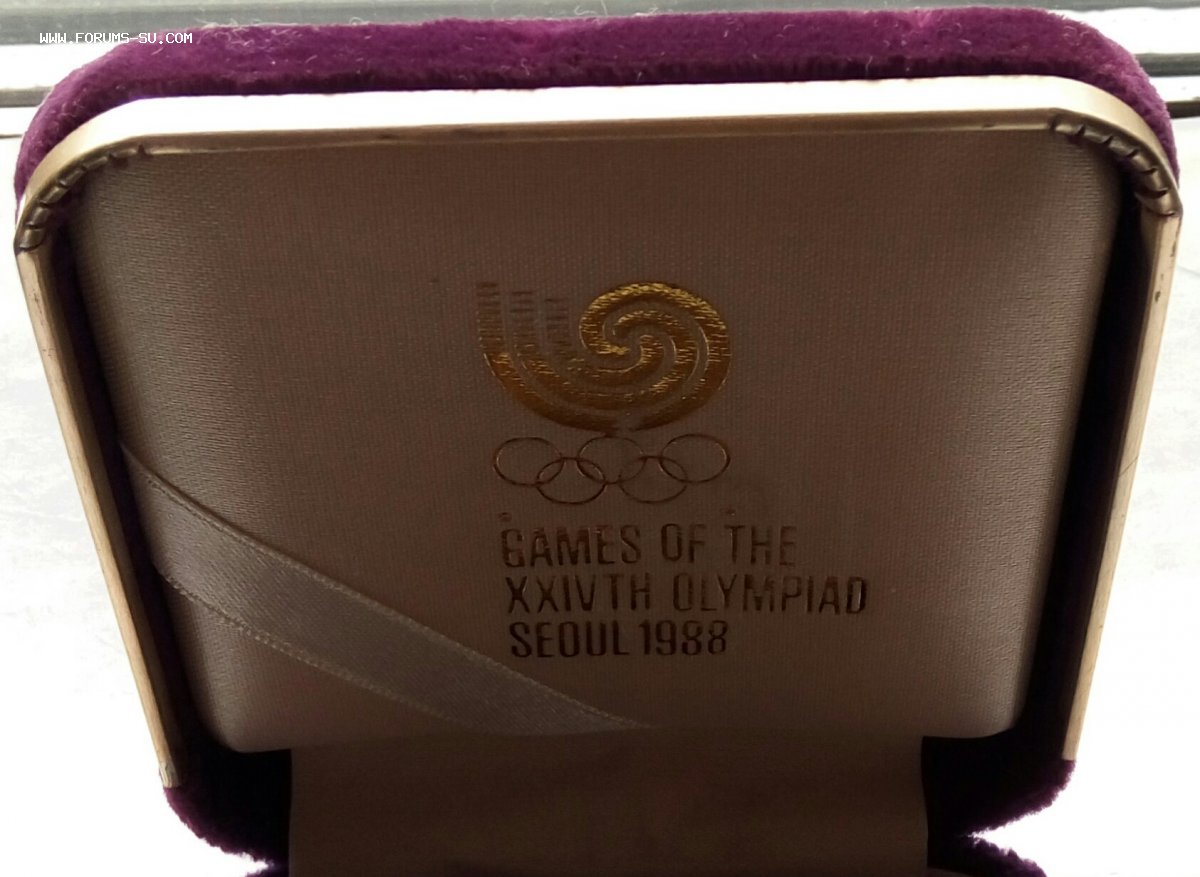 WWW.FORUMS-SU.COM
GAMES OF THE
XXIVTH OLYMPIAD
SEOUL 1988